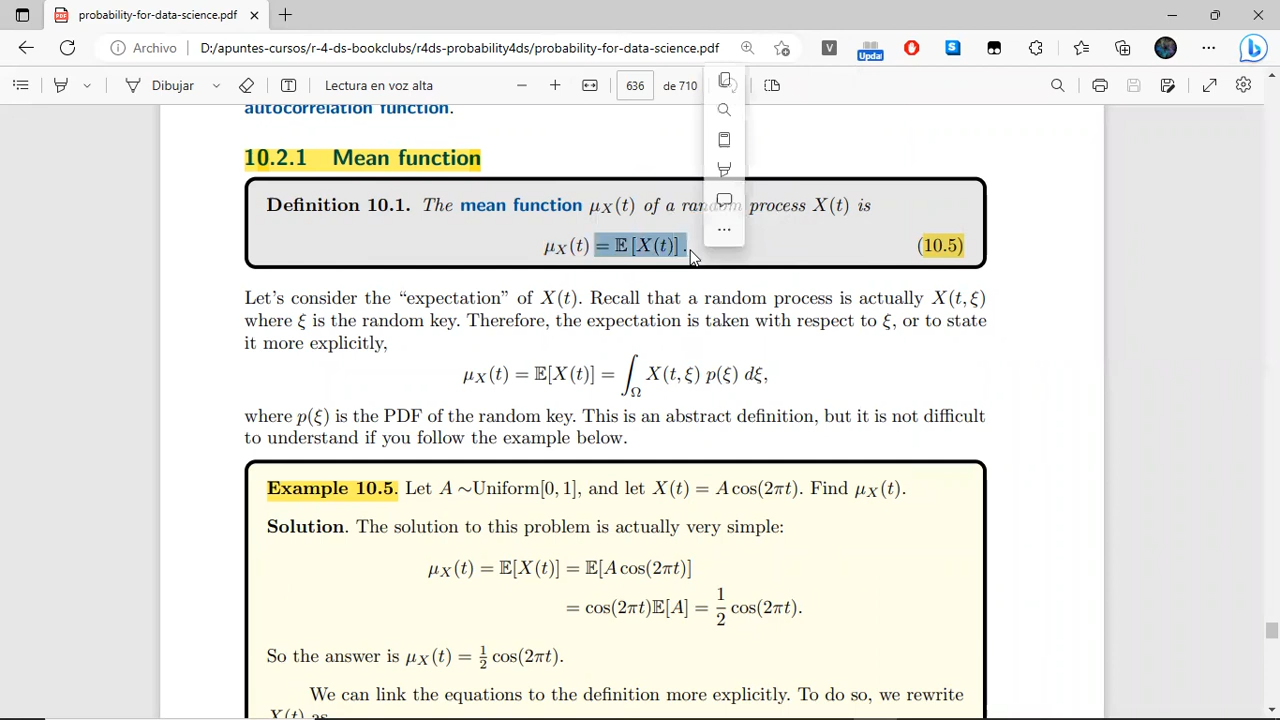 probability-for-data-science.pdf
Archivo D:/apuntes-cursos/r-4-ds-bookclubs/r4ds-probability4ds/probability-for-data-science.pdf
V Updat S
Dibujar Lectura en voz alta 636 de 710
autocorrelation function.
10.2.1 Mean function
Definition 10.1. The mean function μX(t) of a random process X(t) is
μX(t) = 𝔼 [X(t)] . (10.5)
Let's consider the “expectation” of X(t). Recall that a random process is actually X(t, ξ)
where ξ is the random key. Therefore, the expectation is taken with respect to ξ, or to state
it more explicitly,
μX(t) = 𝔼[X(t)] = ∫Ω X(t, ξ) p(ξ) dξ,
where p(ξ) is the PDF of the random key. This is an abstract definition, but it is not difficult
to understand if you follow the example below.
Example 10.5. Let A ∼Uniform[0, 1], and let X(t) = A cos(2πt). Find μX(t).
Solution. The solution to this problem is actually very simple:
μX(t) = 𝔼[X(t)] = 𝔼[A cos(2πt)]
= cos(2πt)𝔼[A] = 1/2 cos(2πt).
So the answer is μX(t) = 1/2 cos(2πt).
We can link the equations to the definition more explicitly. To do so, we rewrite
X(t) as